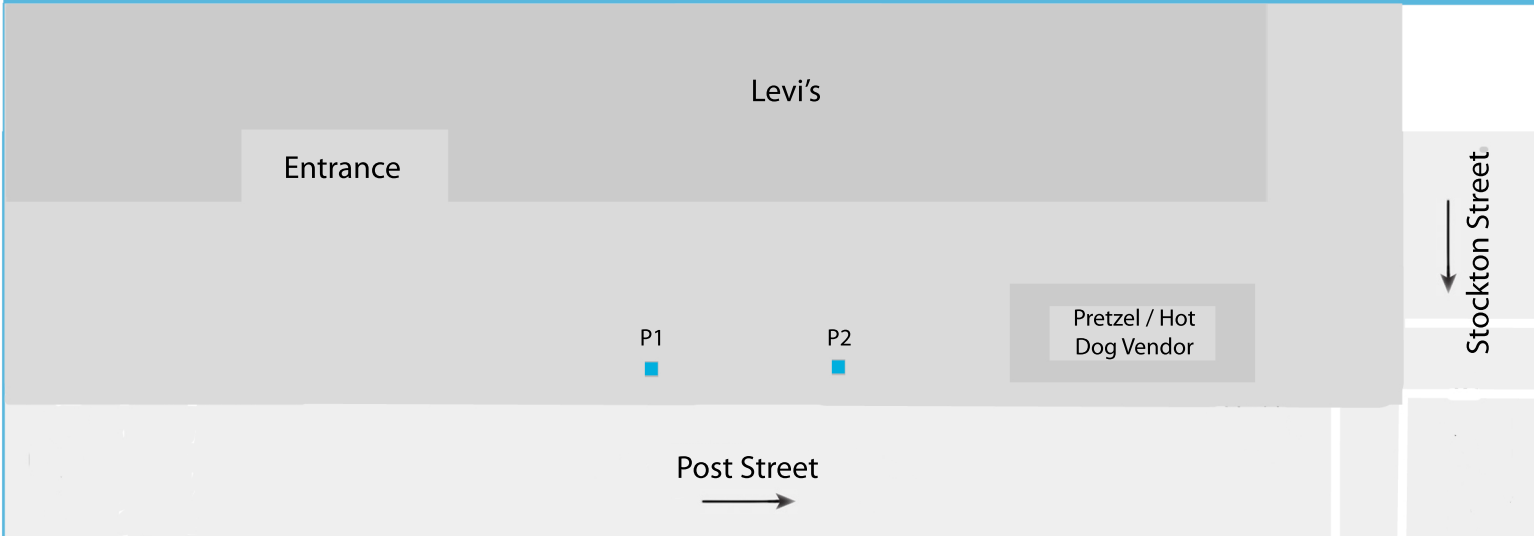 Levi's
Entrance
Stockton Street
P1
P2
Pretzel / Hot
Dog Vendor
Post Street